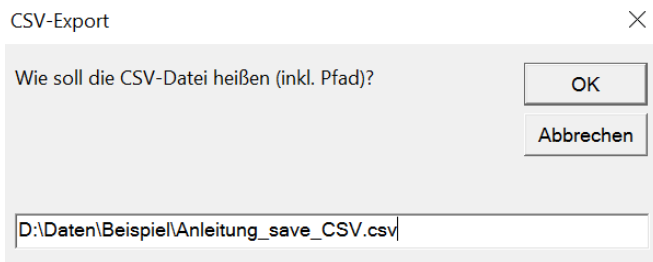 CSV-Export
Wie soll die CSV-Datei heißen (inkl. Pfad)?
OK
Abbrechen
D:\Daten\Beispiel\Anleitung_save_CSV.csv